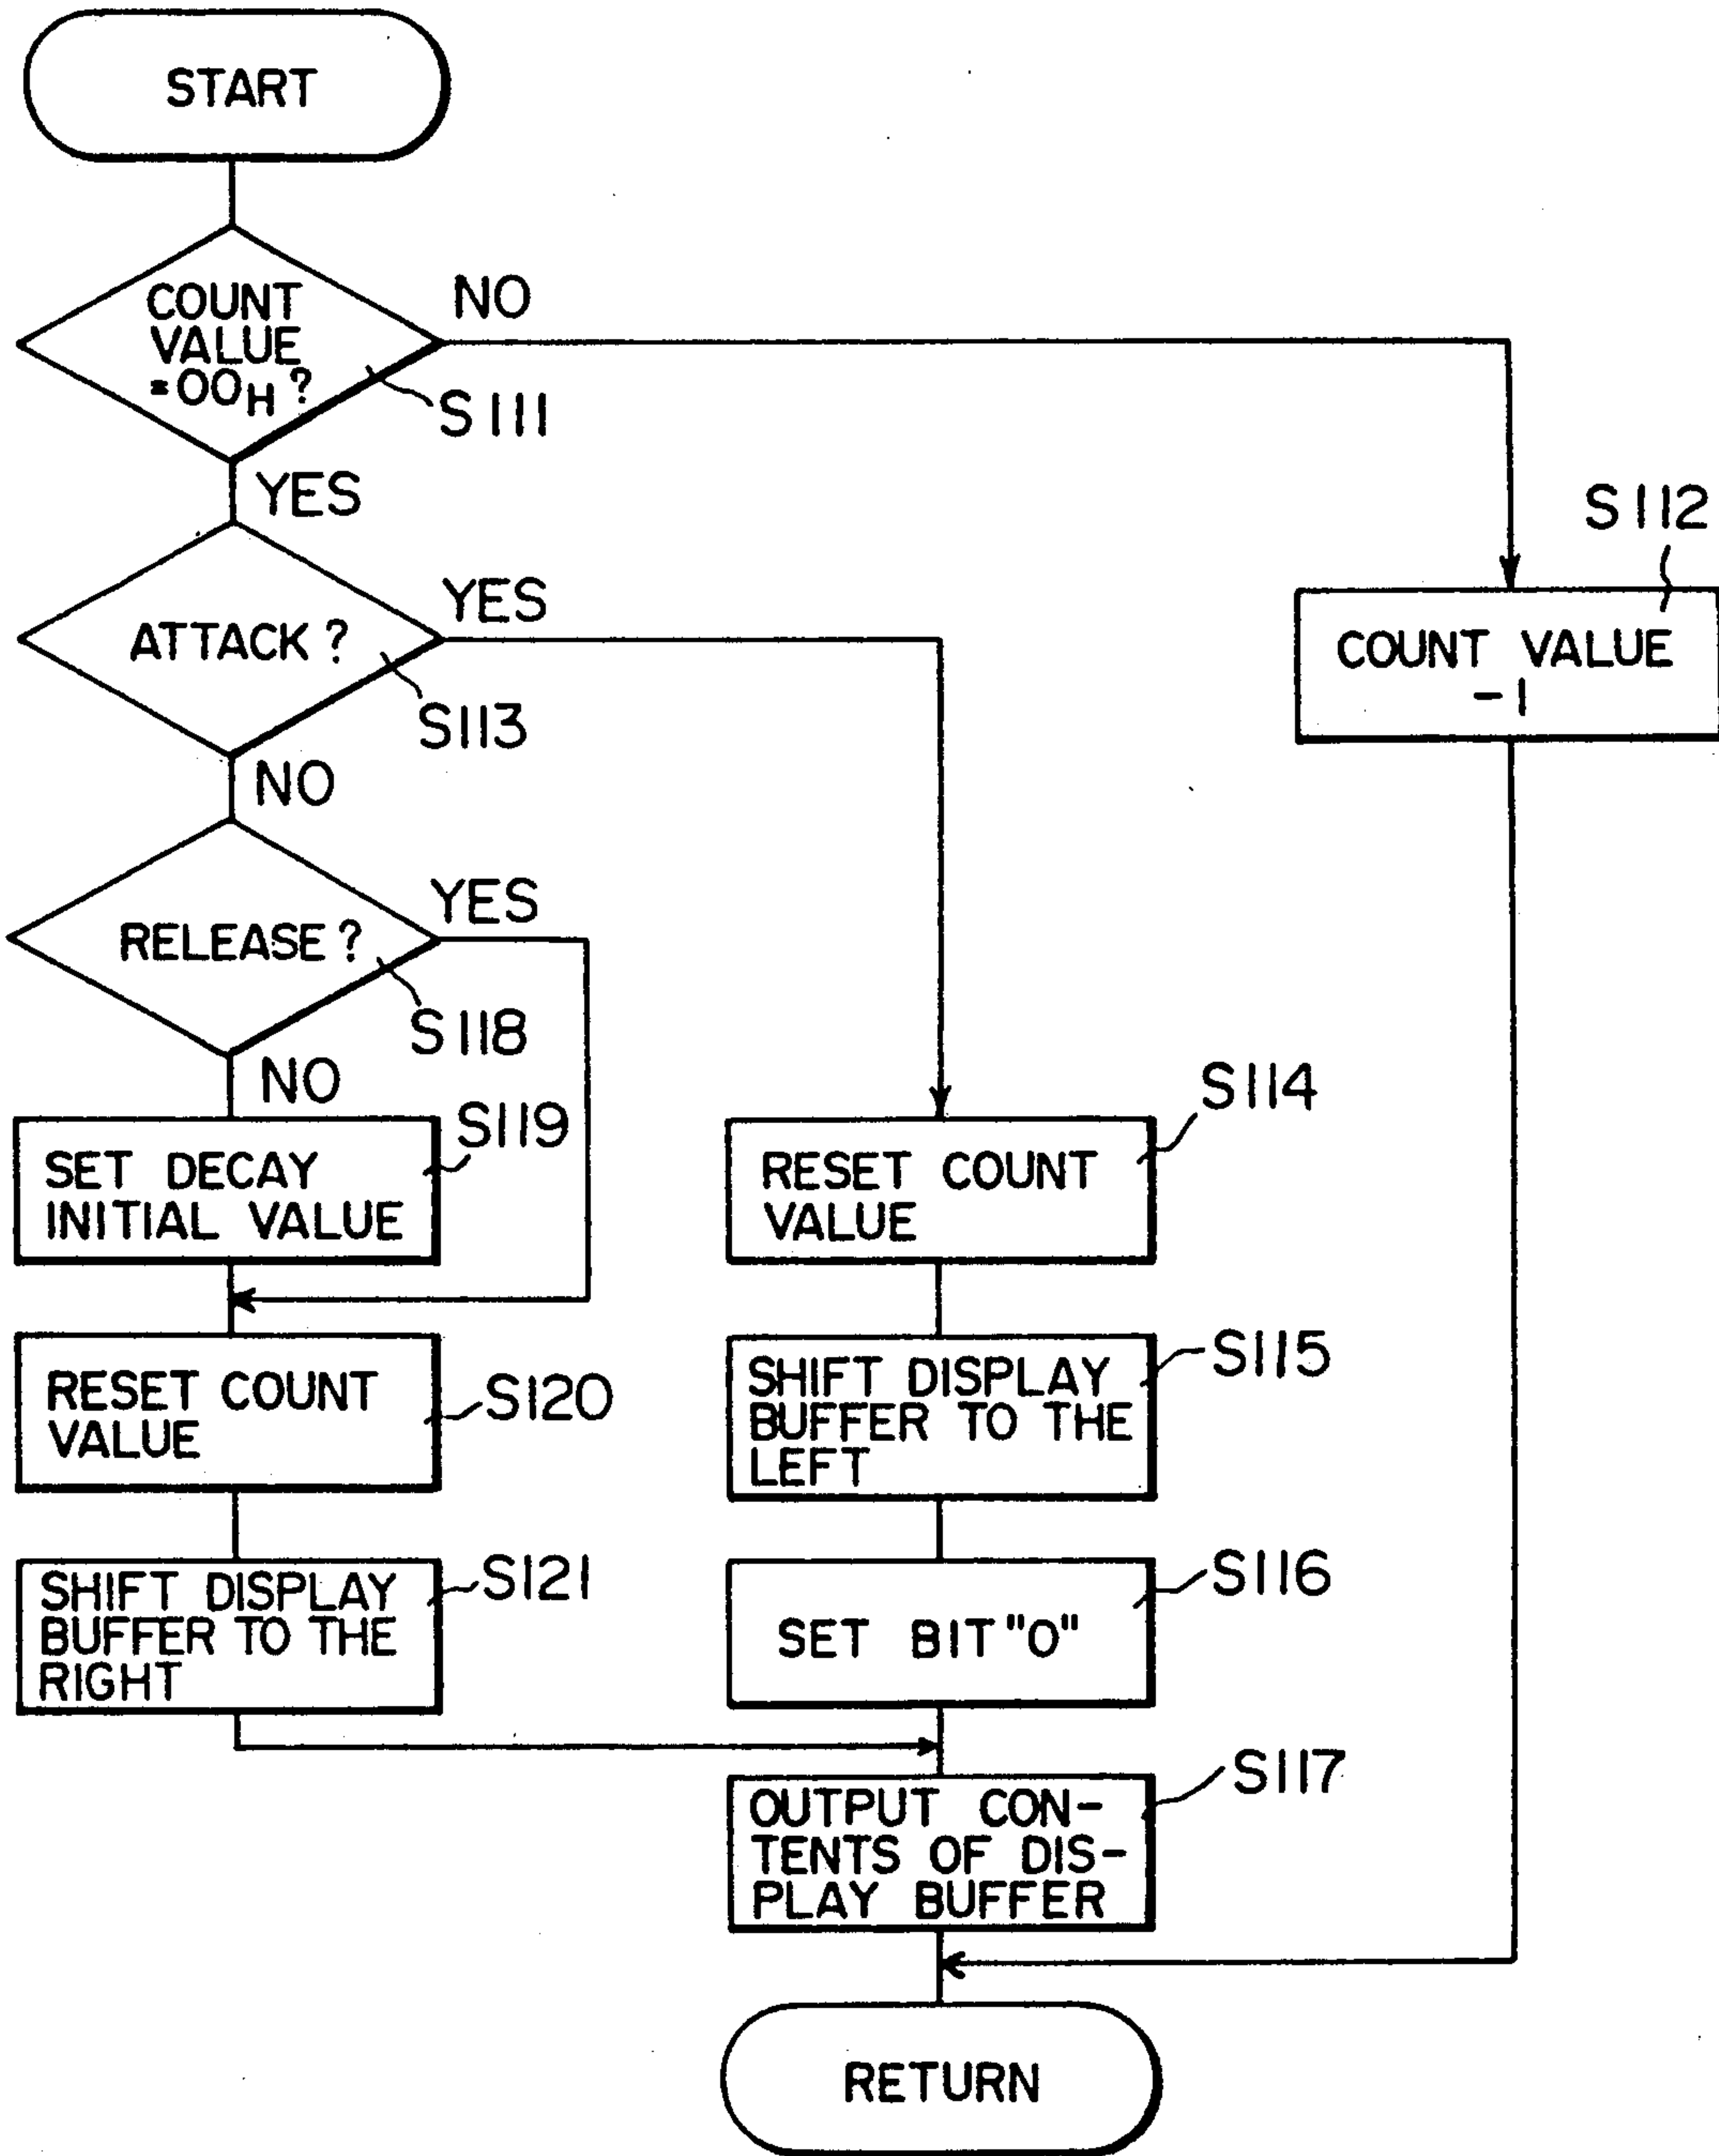 START
COUNT
VALUE
=00H ?
NO
S111
YES
S112
COUNT VALUE
-1
ATTACK ?
YES
S113
NO
RELEASE ?
YES
S118
NO
S119
SET DECAY
INITIAL VALUE
S114
RESET COUNT
VALUE
RESET COUNT
VALUE
S120
S115
SHIFT DISPLAY
BUFFER TO THE
LEFT
S121
SHIFT DISPLAY
BUFFER TO THE
RIGHT
S116
SET BIT "0"
S117
OUTPUT CON-
TENTS OF DIS-
PLAY BUFFER
RETURN